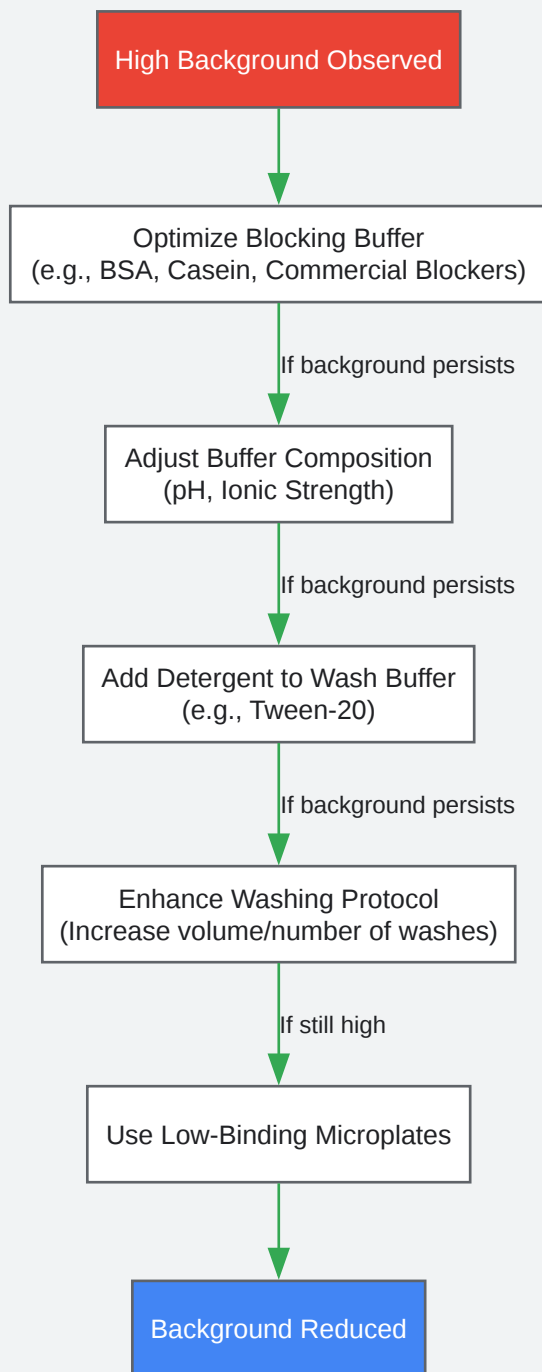 High Background Observed
Optimize Blocking Buffer
(e.g., BSA, Casein, Commercial Blockers)
If background persists
Adjust Buffer Composition
(pH, Ionic Strength)
If background persists
Add Detergent to Wash Buffer
(e.g., Tween-20)
If background persists
Enhance Washing Protocol
(Increase volume/number of washes)
If still high
Use Low-Binding Microplates
Background Reduced